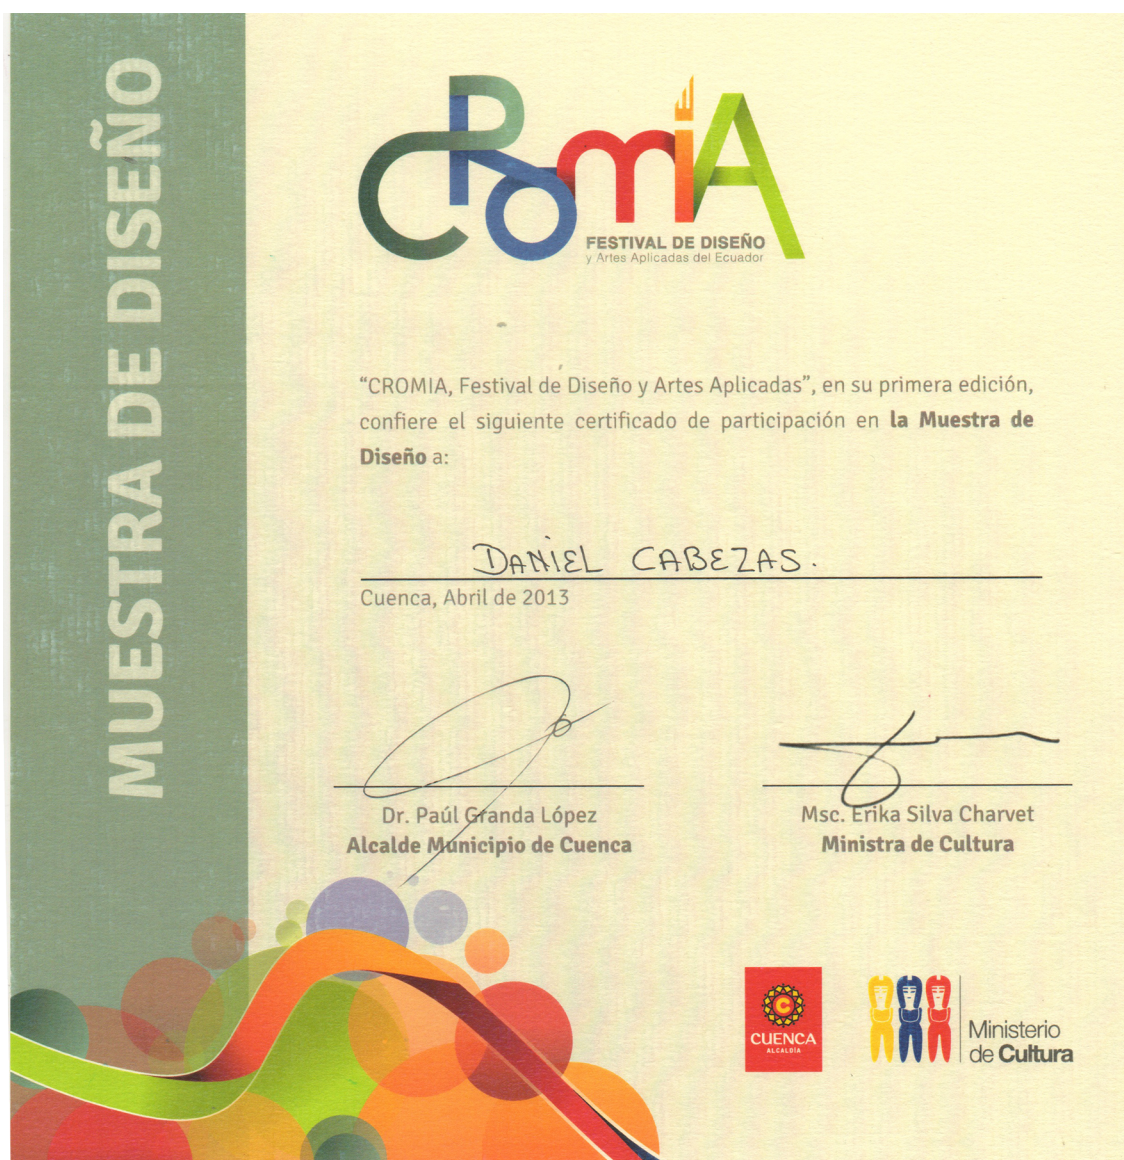 MUESTRA DE DISEÑO
CROMIA
FESTIVAL DE DISEÑO
y Artes Aplicadas del Ecuador
“CROMIA, Festival de Diseño y Artes Aplicadas”, en su primera edición,
confiere el siguiente certificado de participación en la Muestra de
Diseño a:
DANIEL CABEZAS.
Cuenca, Abril de 2013
Dr. Paúl Granda López
Alcalde Municipio de Cuenca
Msc. Erika Silva Charvet
Ministra de Cultura
C
CUENCA
ALCALDÍA
Ministerio
de Cultura